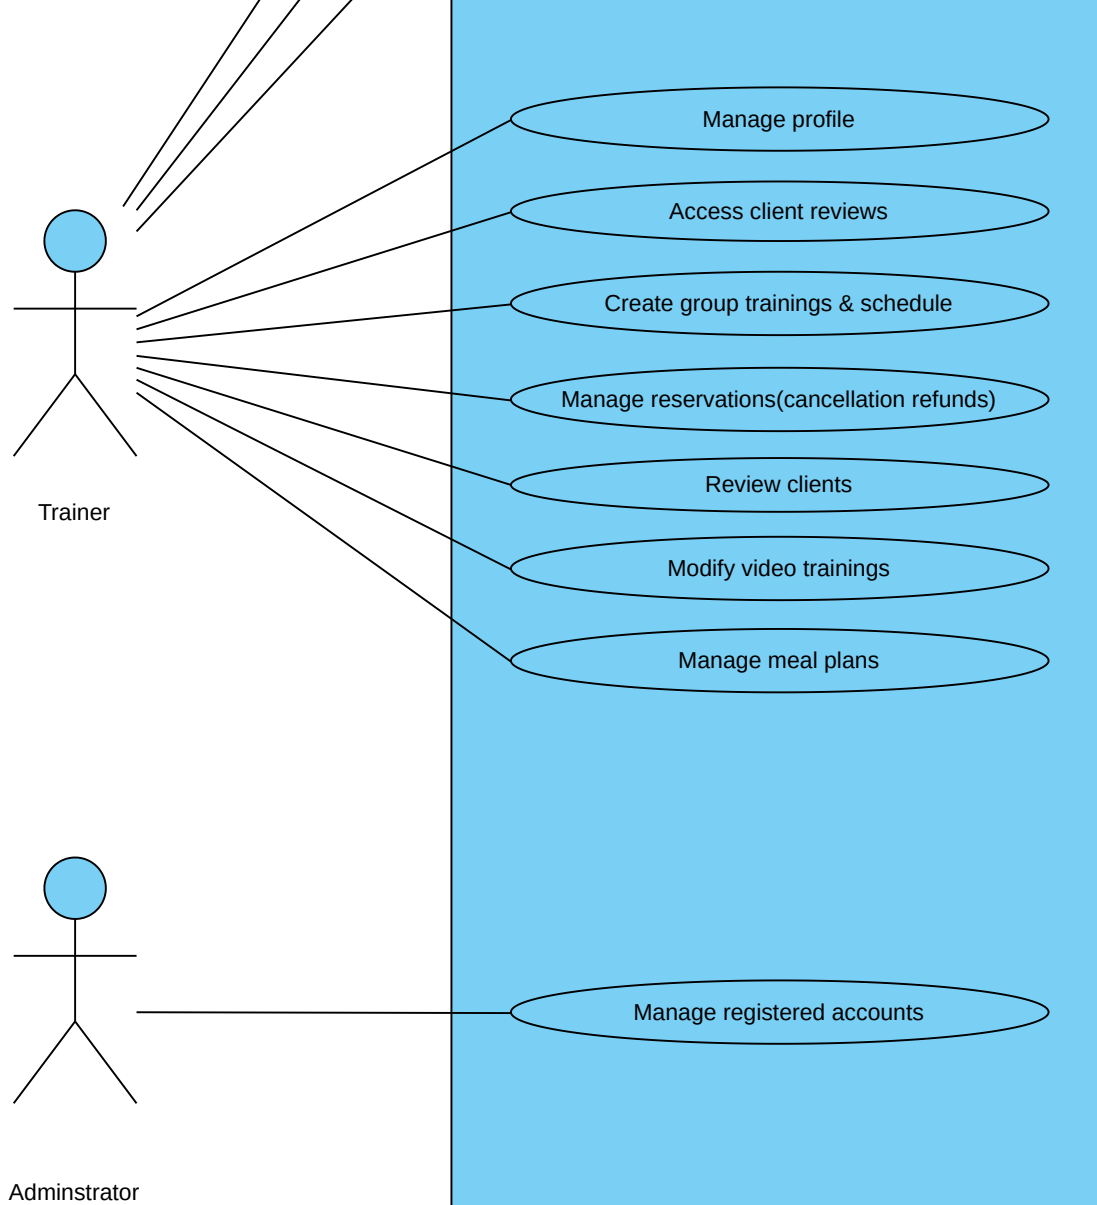 Manage profile
Access client reviews
Create group trainings & schedule
Manage reservations(cancellation refunds)
Review clients
Trainer
Modify video trainings
Manage meal plans
Manage registered accounts
Adminstrator